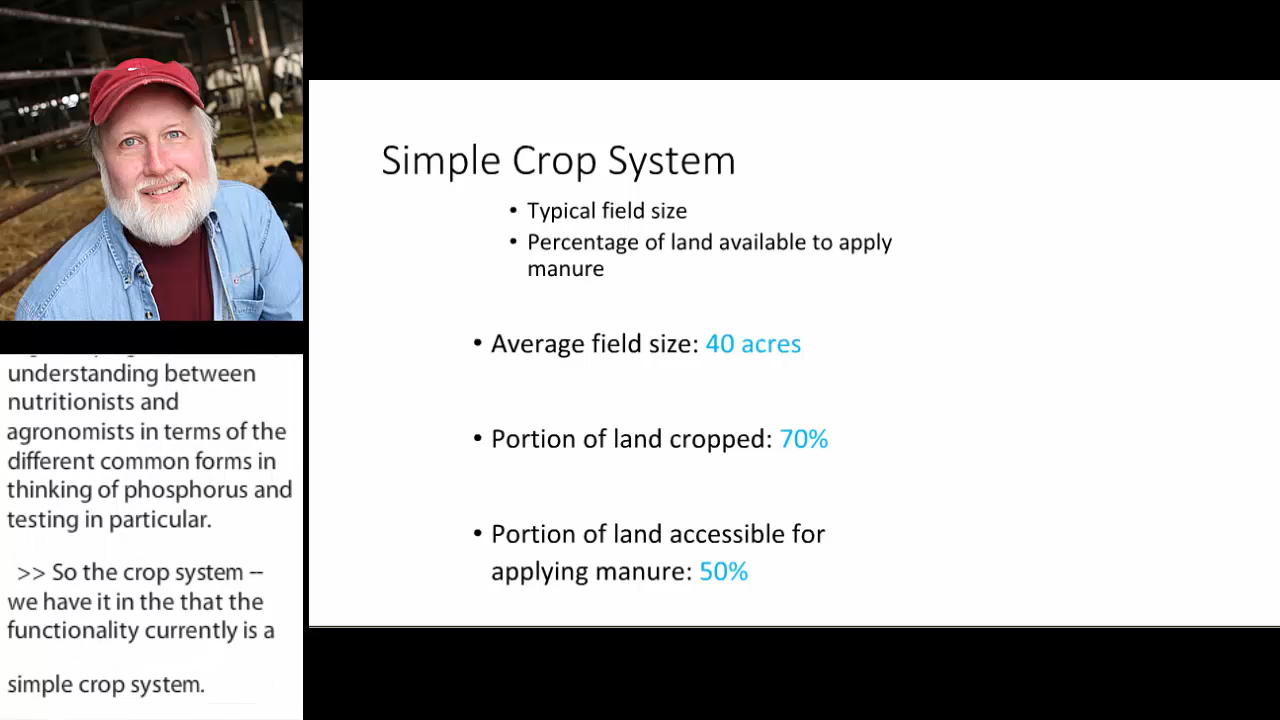 Simple Crop System
• Typical field size
• Percentage of land available to apply
manure
• Average field size: 40 acres
• Portion of land cropped: 70%
• Portion of land accessible for
applying manure: 50%
understanding between
nutritionists and
agronomists in terms of the
different common forms in
thinking of phosphorus and
testing in particular.
>> So the crop system --
we have it in the that the
functionality currently is a
simple crop system.